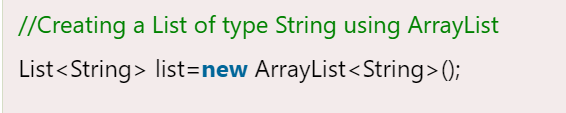 //Creating a List of type String using ArrayList
List<String> list=new ArrayList<String>();